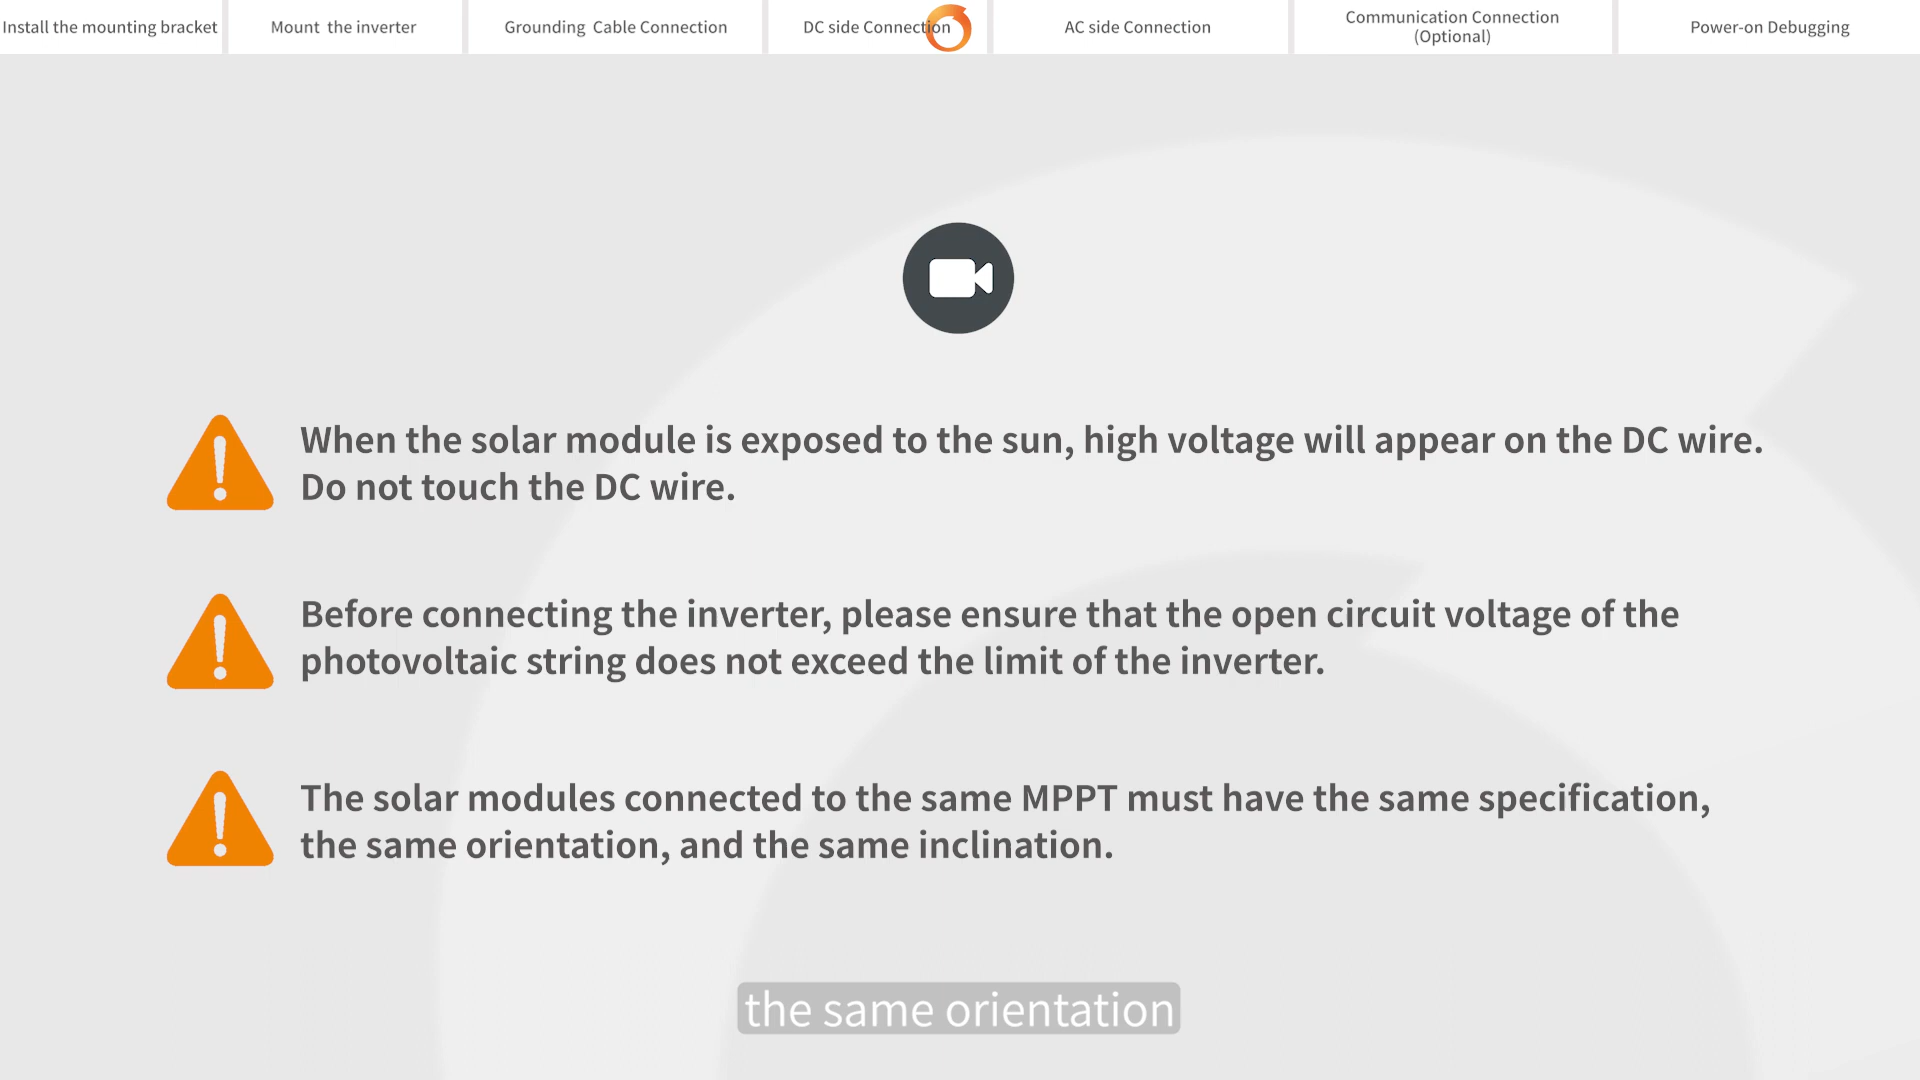 Install the mounting bracket
Mount the inverter
Grounding Cable Connection
DC side Connection
AC side Connection
Communication Connection
(Optional)
Power-on Debugging
When the solar module is exposed to the sun, high voltage will appear on the DC wire.
Do not touch the DC wire.
Before connecting the inverter, please ensure that the open circuit voltage of the
photovoltaic string does not exceed the limit of the inverter.
The solar modules connected to the same MPPT must have the same specification,
the same orientation, and the same inclination.
the same orientation